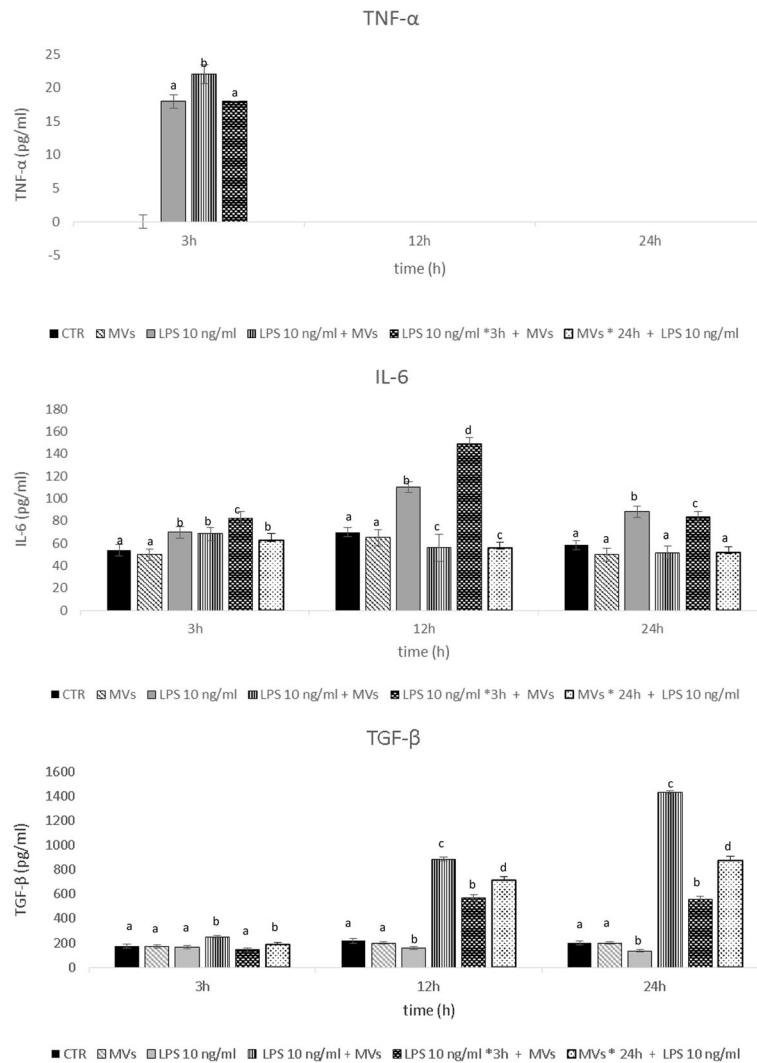 TNF-α
25
20
15
10
5
0
-5
TNF-α (pg/ml)
a
b
a
3h
12h
24h
time (h)
CTR MVs LPS 10 ng/ml LPS 10 ng/ml + MVs LPS 10 ng/ml *3h + MVs MVs * 24h + LPS 10 ng/ml
IL-6
180
160
140
120
100
80
60
40
20
0
IL-6 (pg/ml)
a a b b c b
a a b c d c
a a b a c a
3h
12h
24h
time (h)
CTR MVs LPS 10 ng/ml LPS 10 ng/ml + MVs LPS 10 ng/ml *3h + MVs MVs * 24h + LPS 10 ng/ml
TGF-β
1600
1400
1200
1000
800
600
400
200
0
TGF-β (pg/ml)
a a a b a b
a a b c b d
a a b c b d
3h
12h
24h
time (h)
CTR MVs LPS 10 ng/ml LPS 10 ng/ml + MVs LPS 10 ng/ml *3h + MVs MVs * 24h + LPS 10 ng/ml